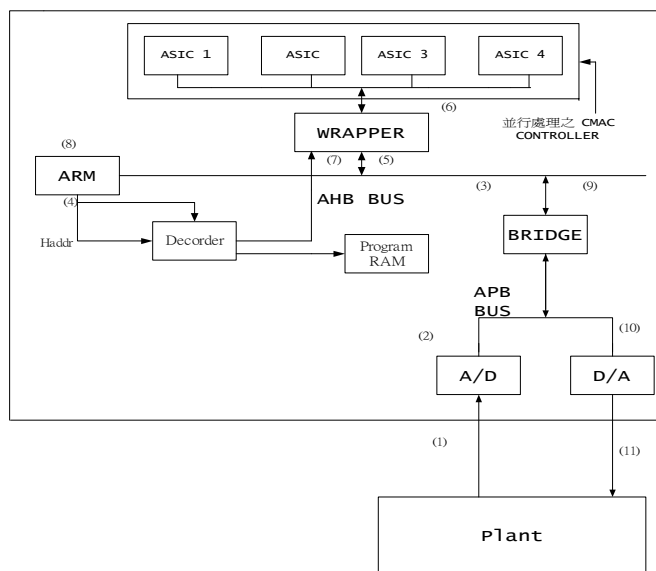 ASIC 1
ASIC
ASIC 3
ASIC 4
(6)
並行處理之 CMAC
CONTROLLER
WRAPPER
(8)
(7)
(5)
ARM
(3)
(9)
(4)
AHB BUS
Haddr
Decorder
BRIDGE
Program
RAM
APB
BUS
(2)
(10)
A/D
D/A
(1)
(11)
Plant